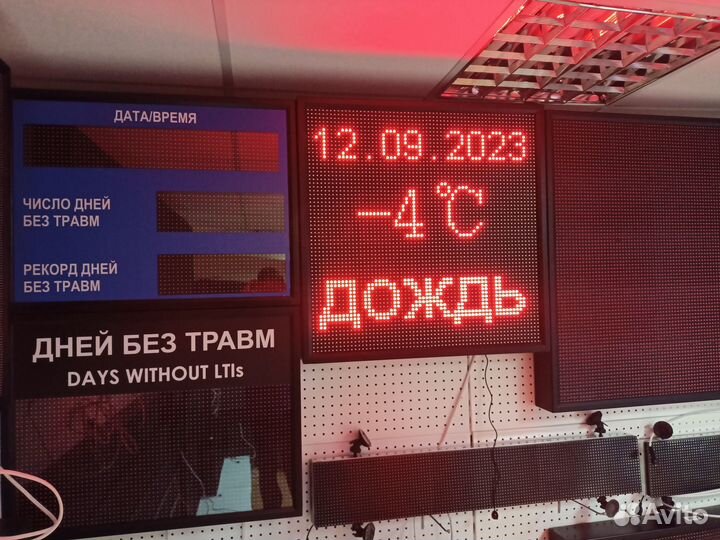 ДАТА/ВРЕМЯ
ЧИСЛО ДНЕЙ
БЕЗ ТРАВМ
РЕКОРД ДНЕЙ
БЕЗ ТРАВМ
ДНЕЙ БЕЗ ТРАВМ
DAYS WITHOUT LTIs
12.09.2023
-4°C
ДОЖДЬ
Avito